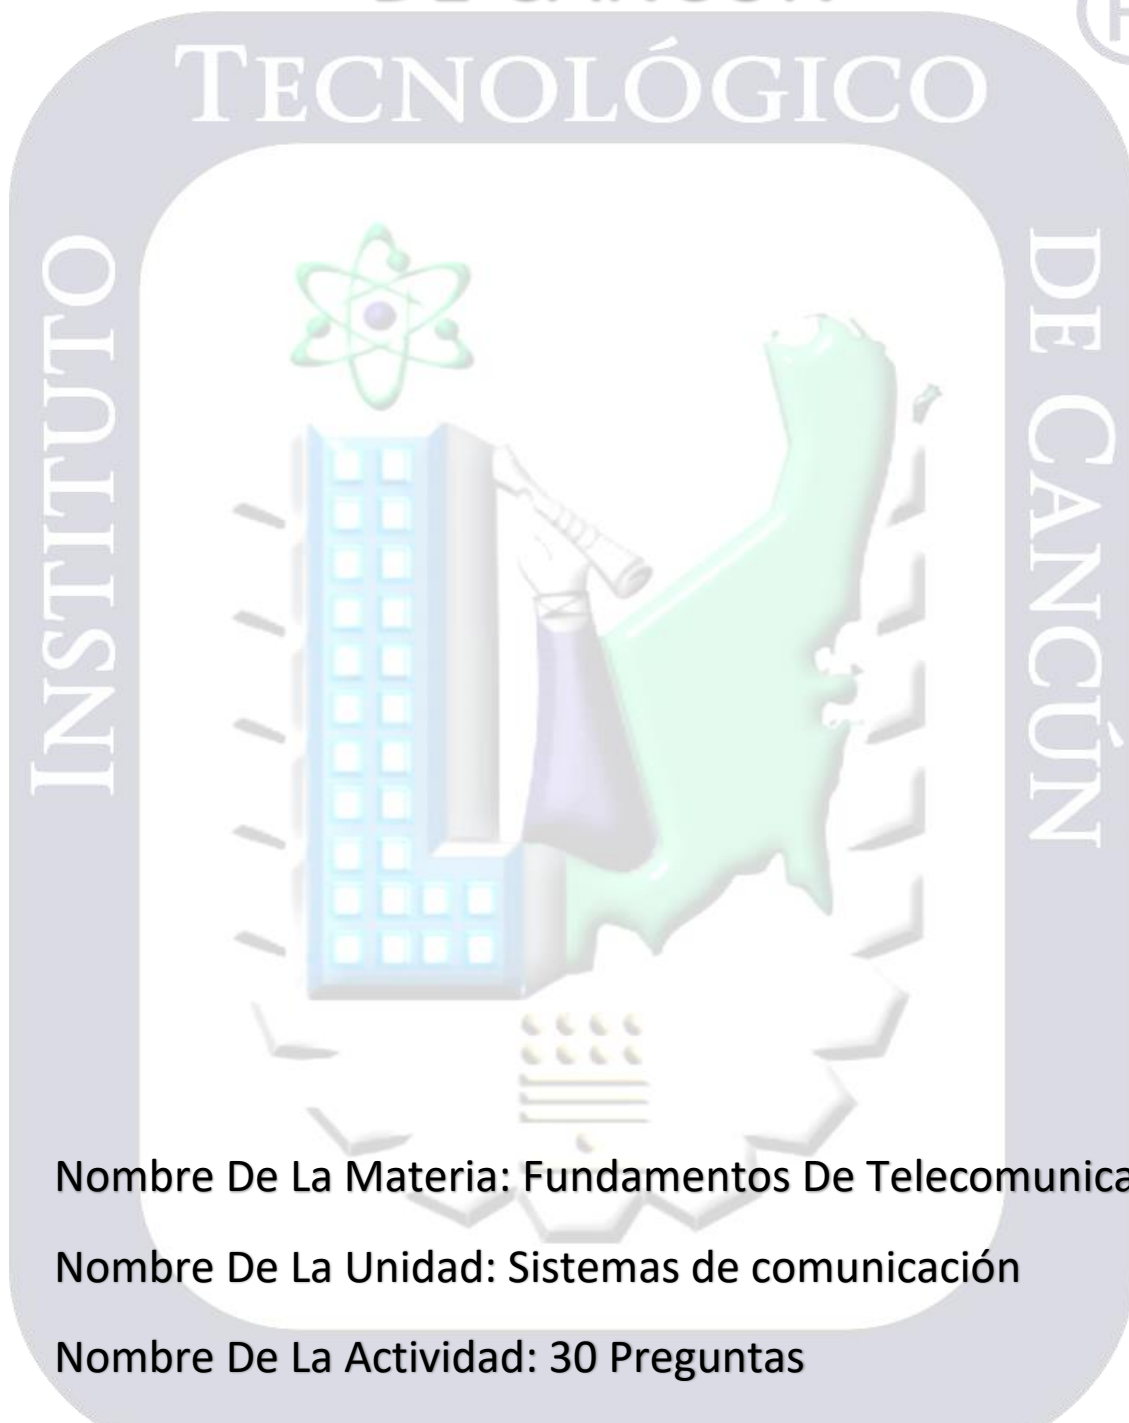 TECNOLÓGICO
INSTITUTO
DE CANCÚN
Nombre De La Materia: Fundamentos De
Nombre De La Unidad: Sistemas de comunicación
Nombre De La Actividad: 30 Preguntas